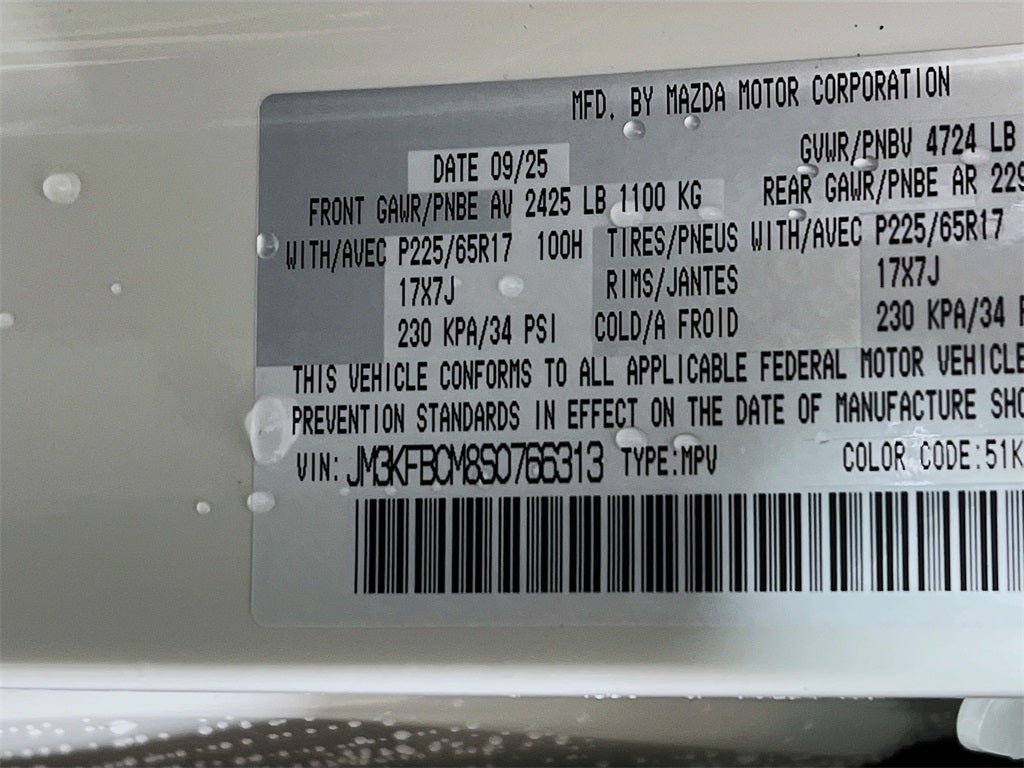 MFD. BY MAZDA MOTOR CORPORATION
DATE 09/25 GVWR/PNBV 4724 LB
FRONT GAWR/PNBE AV 2425 LB 1100 KG REAR GAWR/PNBE AR 229
WITH/AVEC P225/65R17 100H TIRES/PNEUS WITH/AVEC P225/65R17
17X7J RIMS/JANTES 17X7J
230 KPA/34 PSI COLD/A FROID 230 KPA/34
THIS VEHICLE CONFORMS TO ALL APPLICABLE FEDERAL MOTOR VEHICLE
PREVENTION STANDARDS IN EFFECT ON THE DATE OF MANUFACTURE SHO
VIN: JM3KFBCM8S0766313 TYPE:MPV COLOR CODE:51K